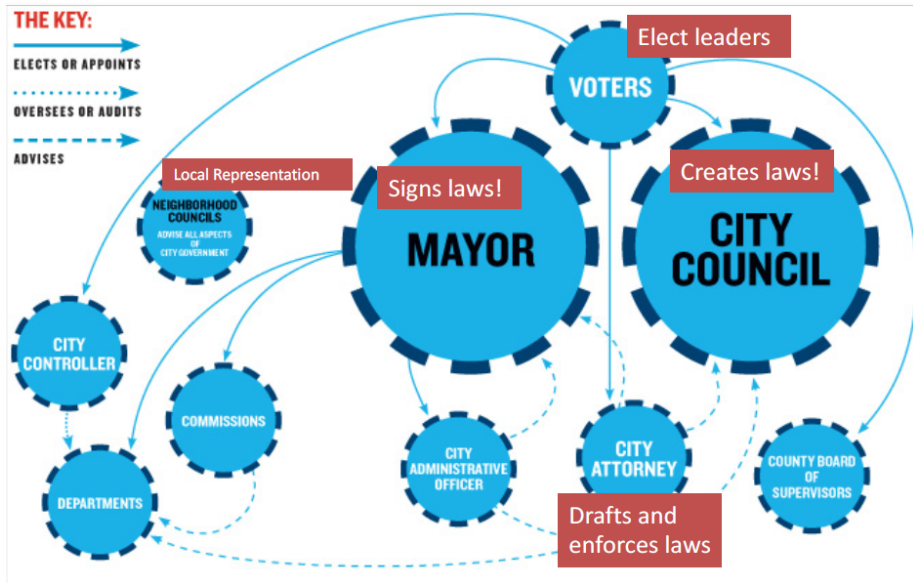 THE KEY:
ELECTS OR APPOINTS
OVERSEES OR AUDITS
ADVISES
Elect leaders
VOTERS
Local Representation
NEIGHBORHOOD
COUNCILS
ADVISE ALL ASPECTS
OF
CITY GOVERNMENT
Signs laws!
MAYOR
Creates laws!
CITY
COUNCIL
CITY
CONTROLLER
COMMISSIONS
DEPARTMENTS
CITY
ADMINISTRATIVE
OFFICER
CITY
ATTORNEY
Drafts and
enforces laws
COUNTY BOARD
OF
SUPERVISORS